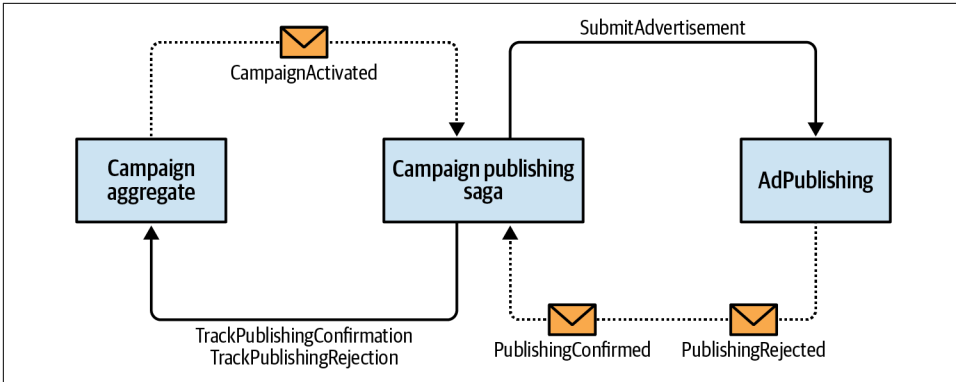 SubmitAdvertisement
CampaignActivated
Campaign
aggregate
Campaign publishing
saga
AdPublishing
TrackPublishingConfirmation
TrackPublishingRejection
PublishingConfirmed
PublishingRejected